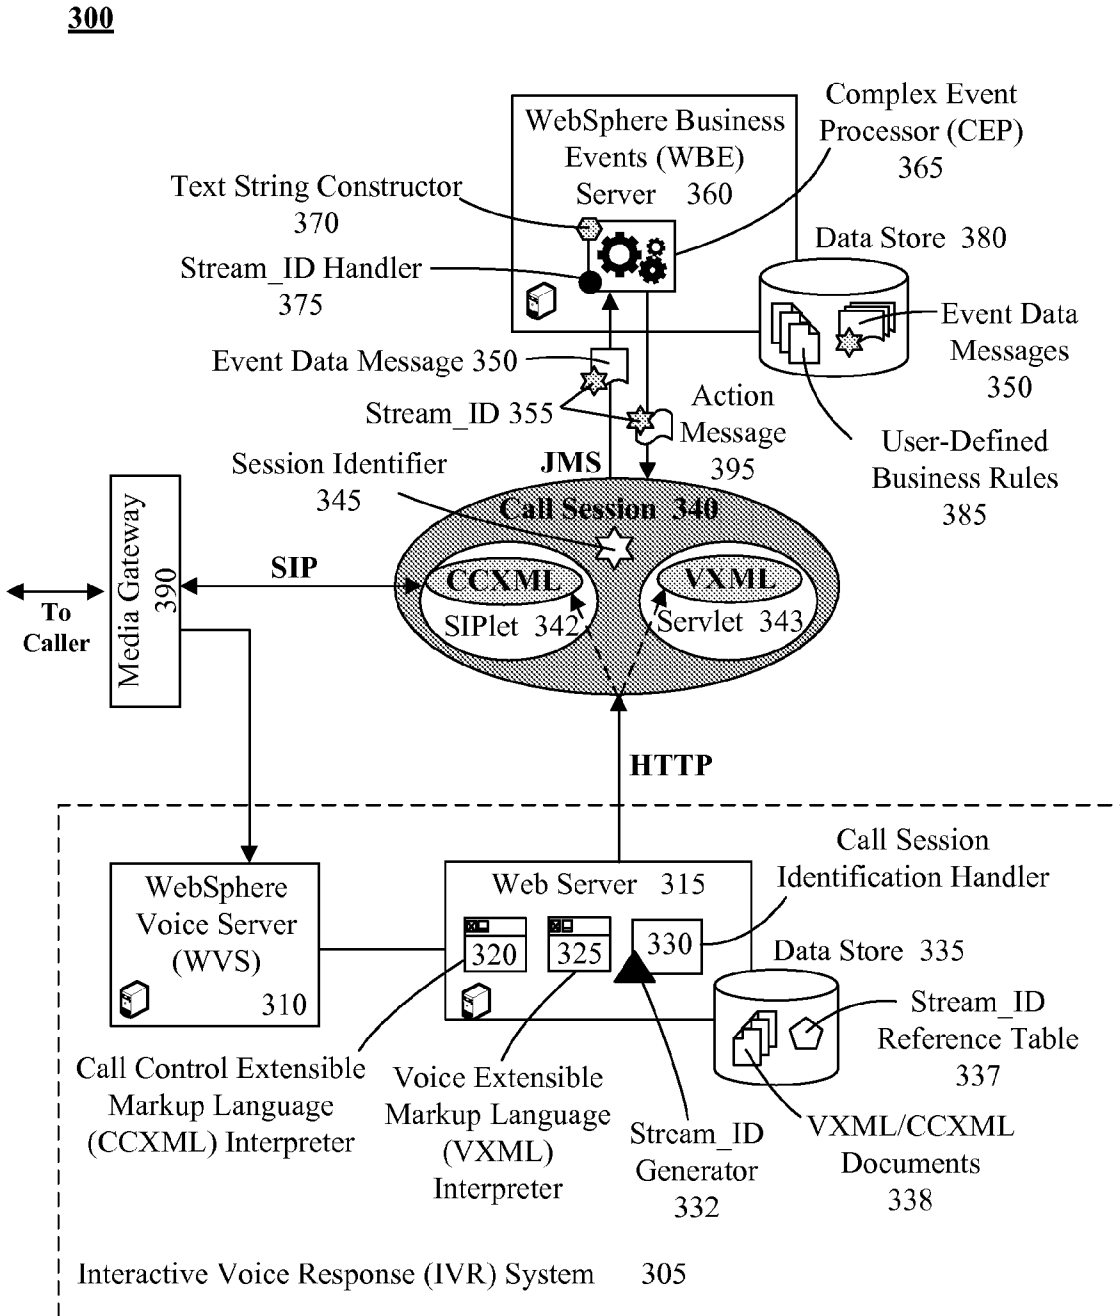 300
WebSphere Business
Events (WBE)
Server 360
Complex Event
Processor (CEP)
365
Text String Constructor
370
Stream_ID Handler
375
Data Store 380
Event Data
Messages
350
User-Defined
Business Rules
385
Event Data Message 350
Stream_ID 355
Action
Message
395
Session Identifier
345
JMS
Call Session 340
CCXML
SIPlet 342
VXML
Servlet 343
SIP
Media Gateway
390
To
Caller
HTTP
WebSphere
Voice Server
(WVS)
310
Web Server 315
320
325
330
Call Session
Identification Handler
Data Store 335
Stream_ID
Reference Table
337
VXML/CCXML
Documents
338
Call Control Extensible
Markup Language
(CCXML) Interpreter
Voice Extensible
Markup Language
(VXML)
Interpreter
Stream_ID
Generator
332
Interactive Voice Response (IVR) System 305